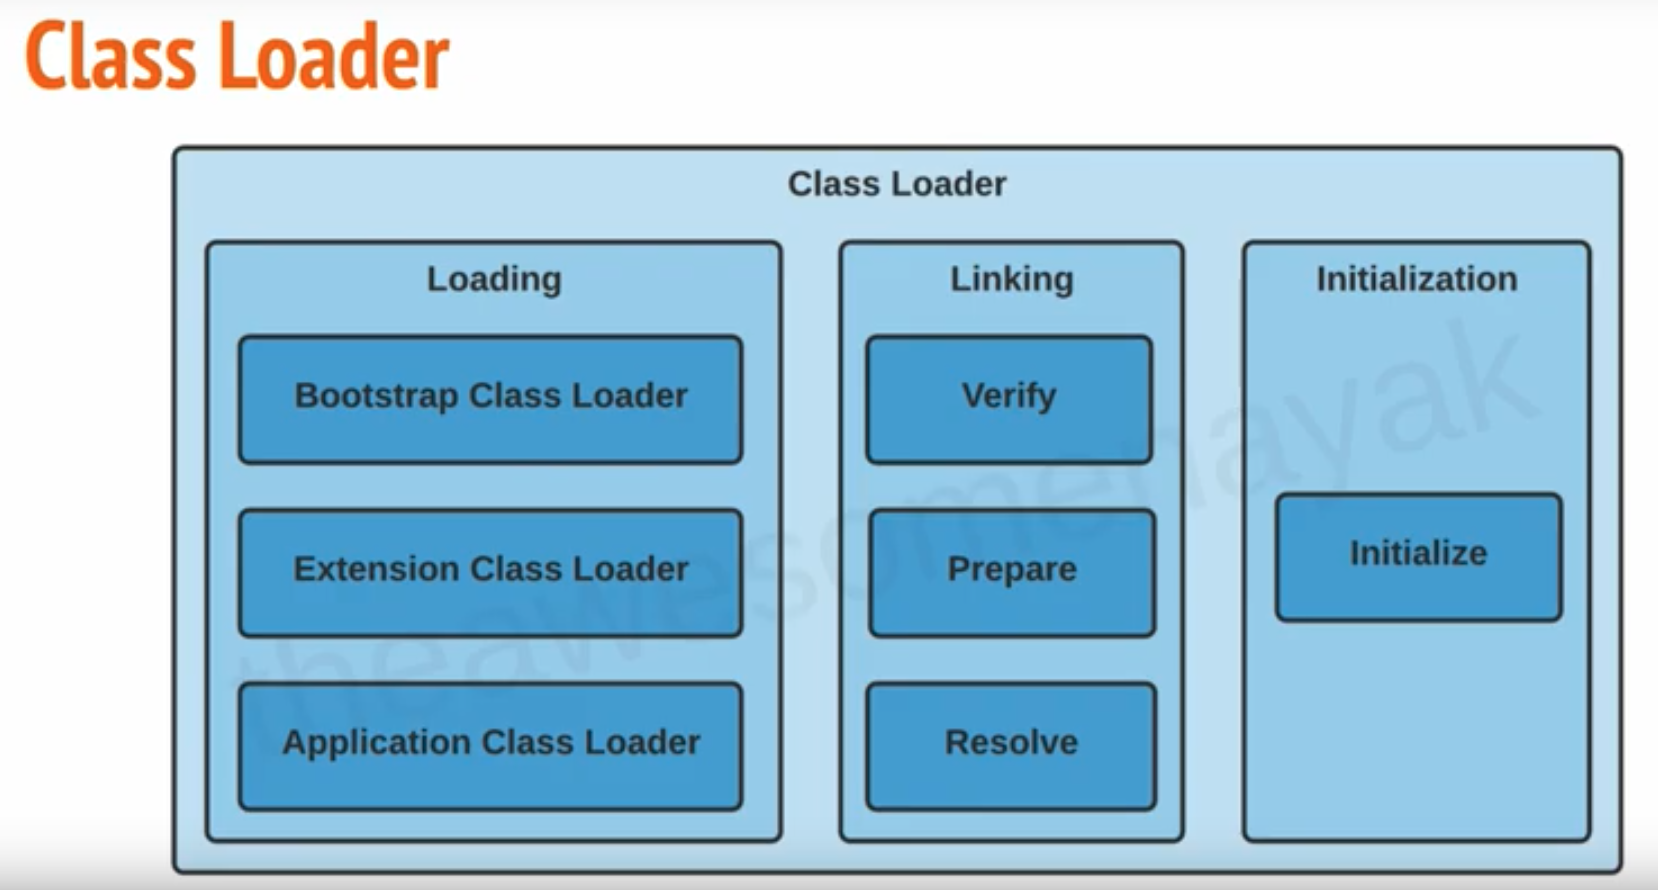 Class Loader
Class Loader
Loading
Bootstrap Class Loader
Extension Class Loader
Application Class Loader
Linking
Verify
Prepare
Resolve
Initialization
Initialize
theawesomenayak